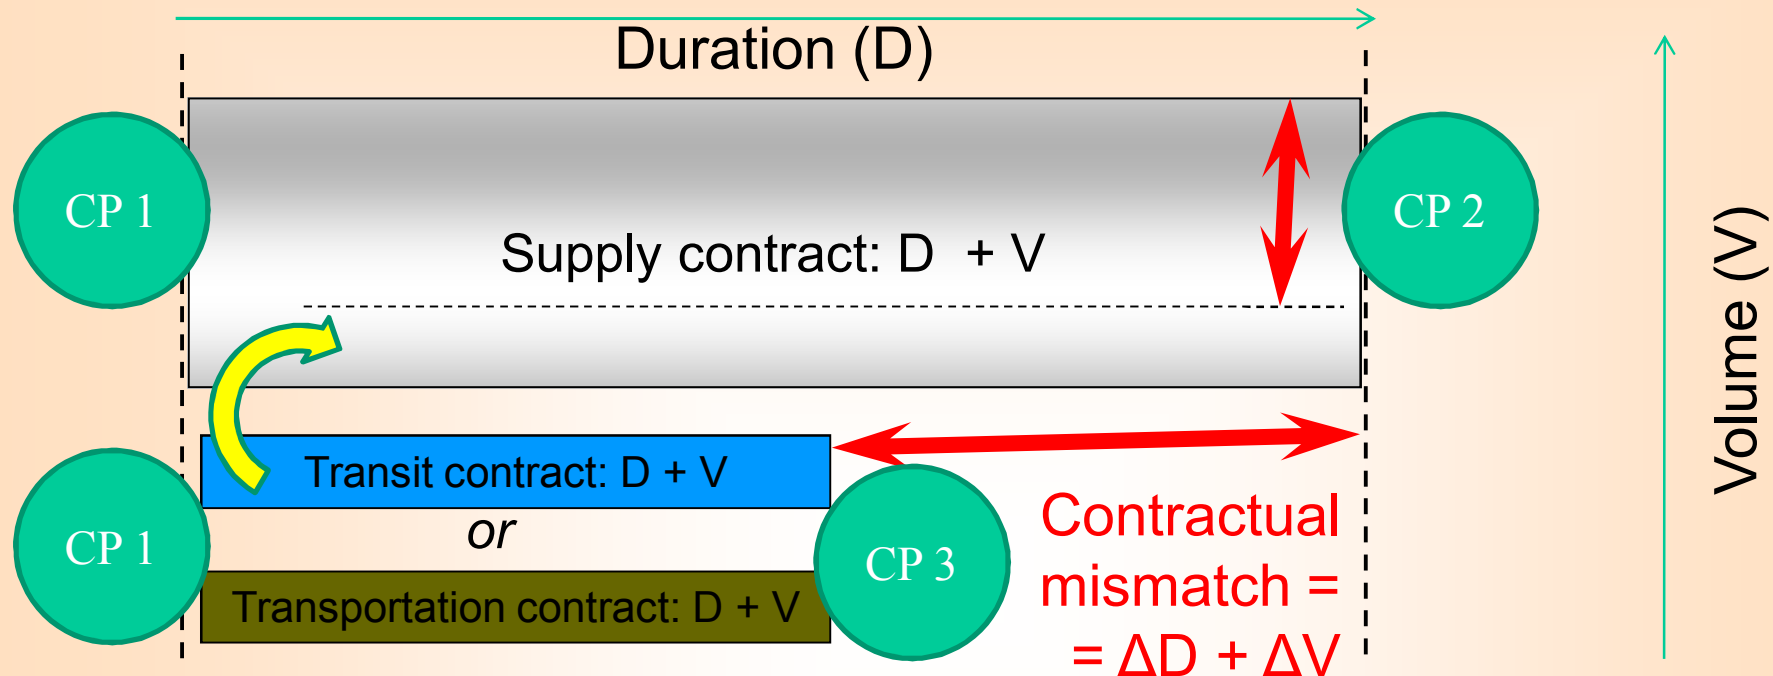 Duration (D)
CP 1
CP 2
Supply contract: D + V
Volume (V)
Transit contract: D + V
or
CP 1
CP 3
Transportation contract: D + V
Contractual
mismatch =
= ΔD + ΔV